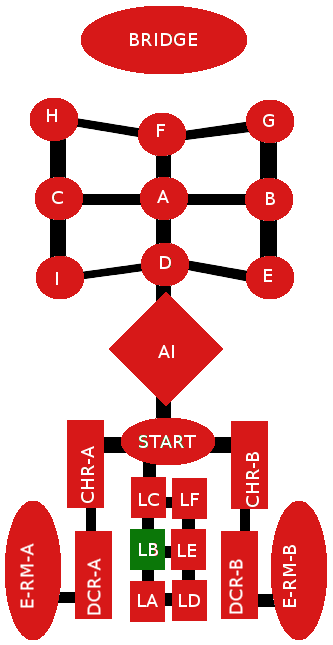 BRIDGE
H
F
G
C
A
B
I
D
E
AI
START
CHR-A
CHR-B
LC
LF
LB
LE
LA
LD
E-RM-A
DCR-A
DCR-B
E-RM-B